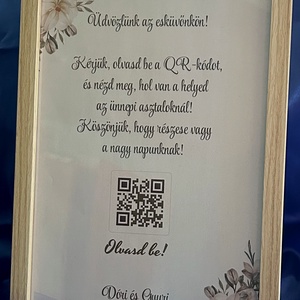 Üdvözlünk az esküvőnkön!
Kérjük, olvasd be a QR-kódot,
és nézd meg, hol van a helyed
az ünnepi asztaloknál!
Köszönjük, hogy részese vagy
a nagy napunknak!
Olvasd be!
Dóri és Gyuri